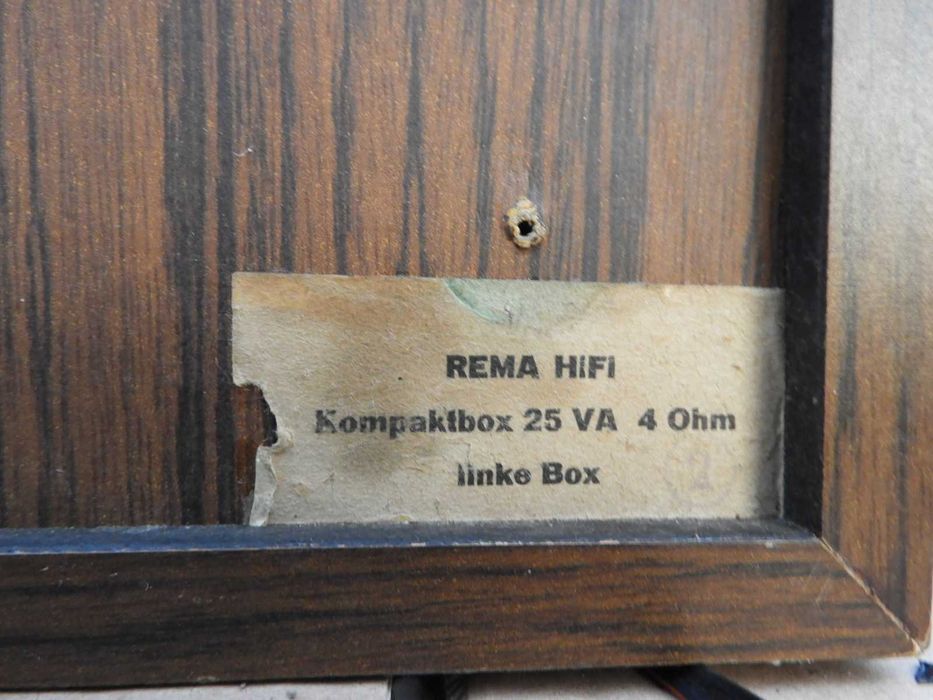 REMA HiFi
Kompaktbox 25 VA 4 Ohm
linke Box